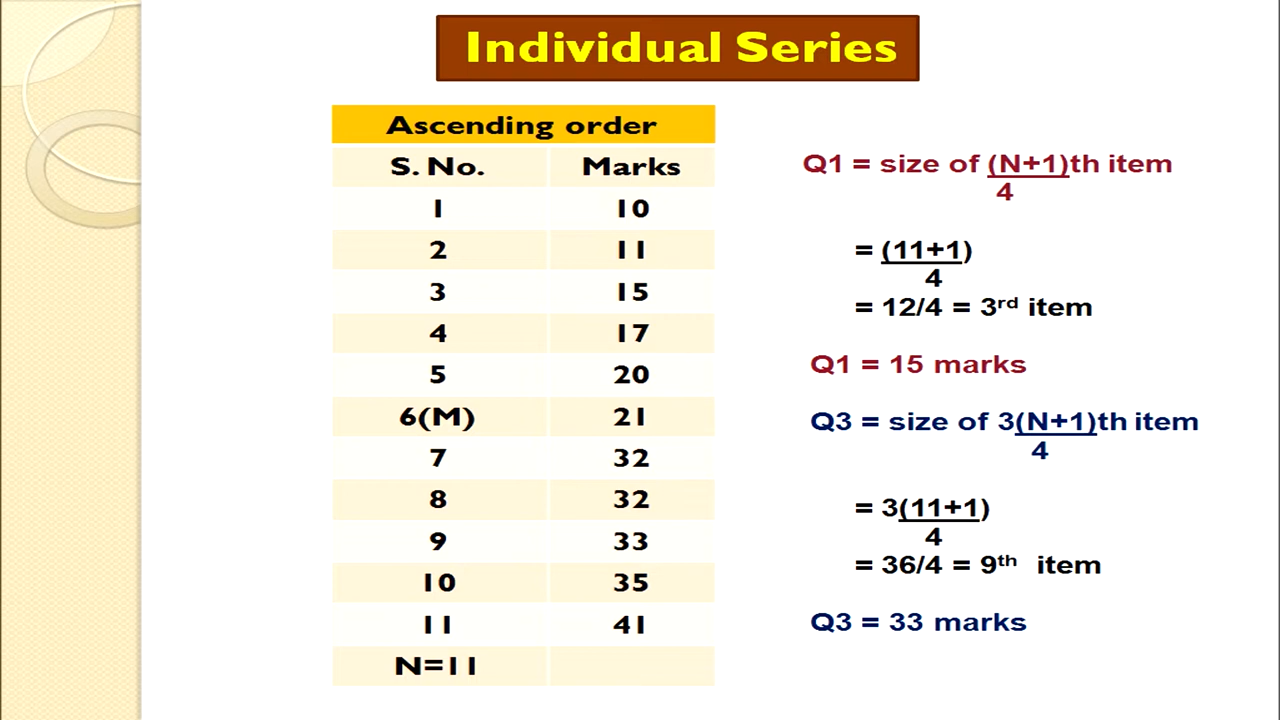 Individual Series
Ascending order
S. No. Marks
1 10
2 11
3 15
4 17
5 20
6(M) 21
7 32
8 32
9 33
10 35
11 41
N=11
Q1 = size of (N+1)th item
4
= (11+1)
4
= 12/4 = 3rd item
Q1 = 15 marks
Q3 = size of 3(N+1)th item
4
= 3(11+1)
4
= 36/4 = 9th item
Q3 = 33 marks